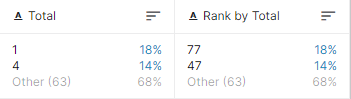 A Total
A Rank by Total
1 18%
4 14%
Other (63) 68%
77 18%
47 14%
Other (63) 68%